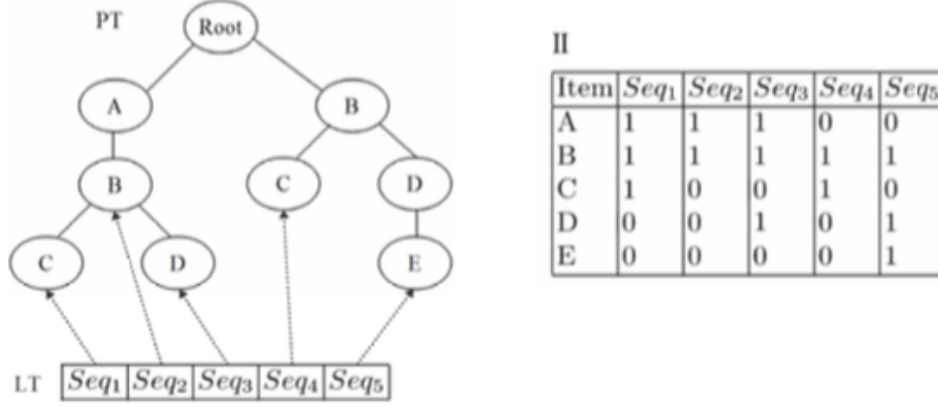 PT
Root
A
B
B
C
D
C
D
E
LT Seq₁ Seq₂ Seq₃ Seq₄ Seq₅
II
Item Seq₁ Seq₂ Seq₃ Seq₄ Seq₅
A 1 1 1 0 0
B 1 1 1 1 1
C 1 0 0 1 0
D 0 0 1 0 1
E 0 0 0 0 1